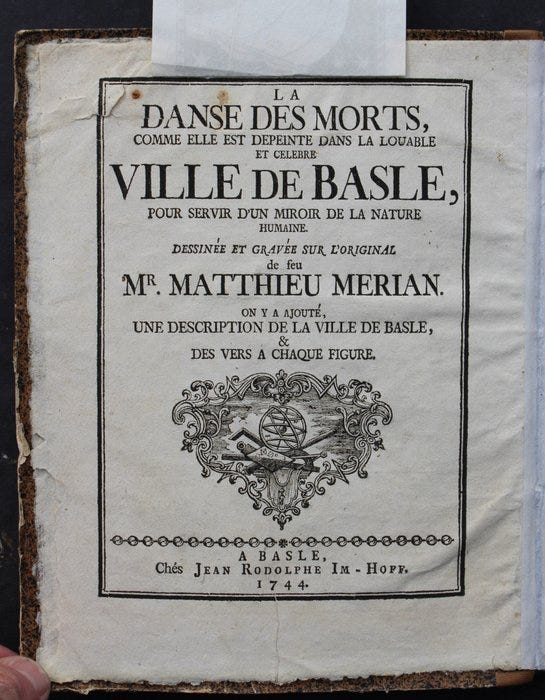 LA
DANSE DES MORTS,
COMME ELLE EST DEPEINTE DANS LA LOUABLE
ET CELEBRE
VILLE DE BASLE,
POUR SERVIR D'UN MIROIR DE LA NATURE
HUMAINE.
DESSINÉE ET GRAVÉE SUR L'ORIGINAL
de feu
MR. MATTHIEU MERIAN.
ON Y A AJOUTÉ,
UNE DESCRIPTION DE LA VILLE DE BASLE,
&
DES VERS A CHAQUE FIGURE.
A BASLE,
Chés JEAN RODOLPHE IM-HOFF.
1744.